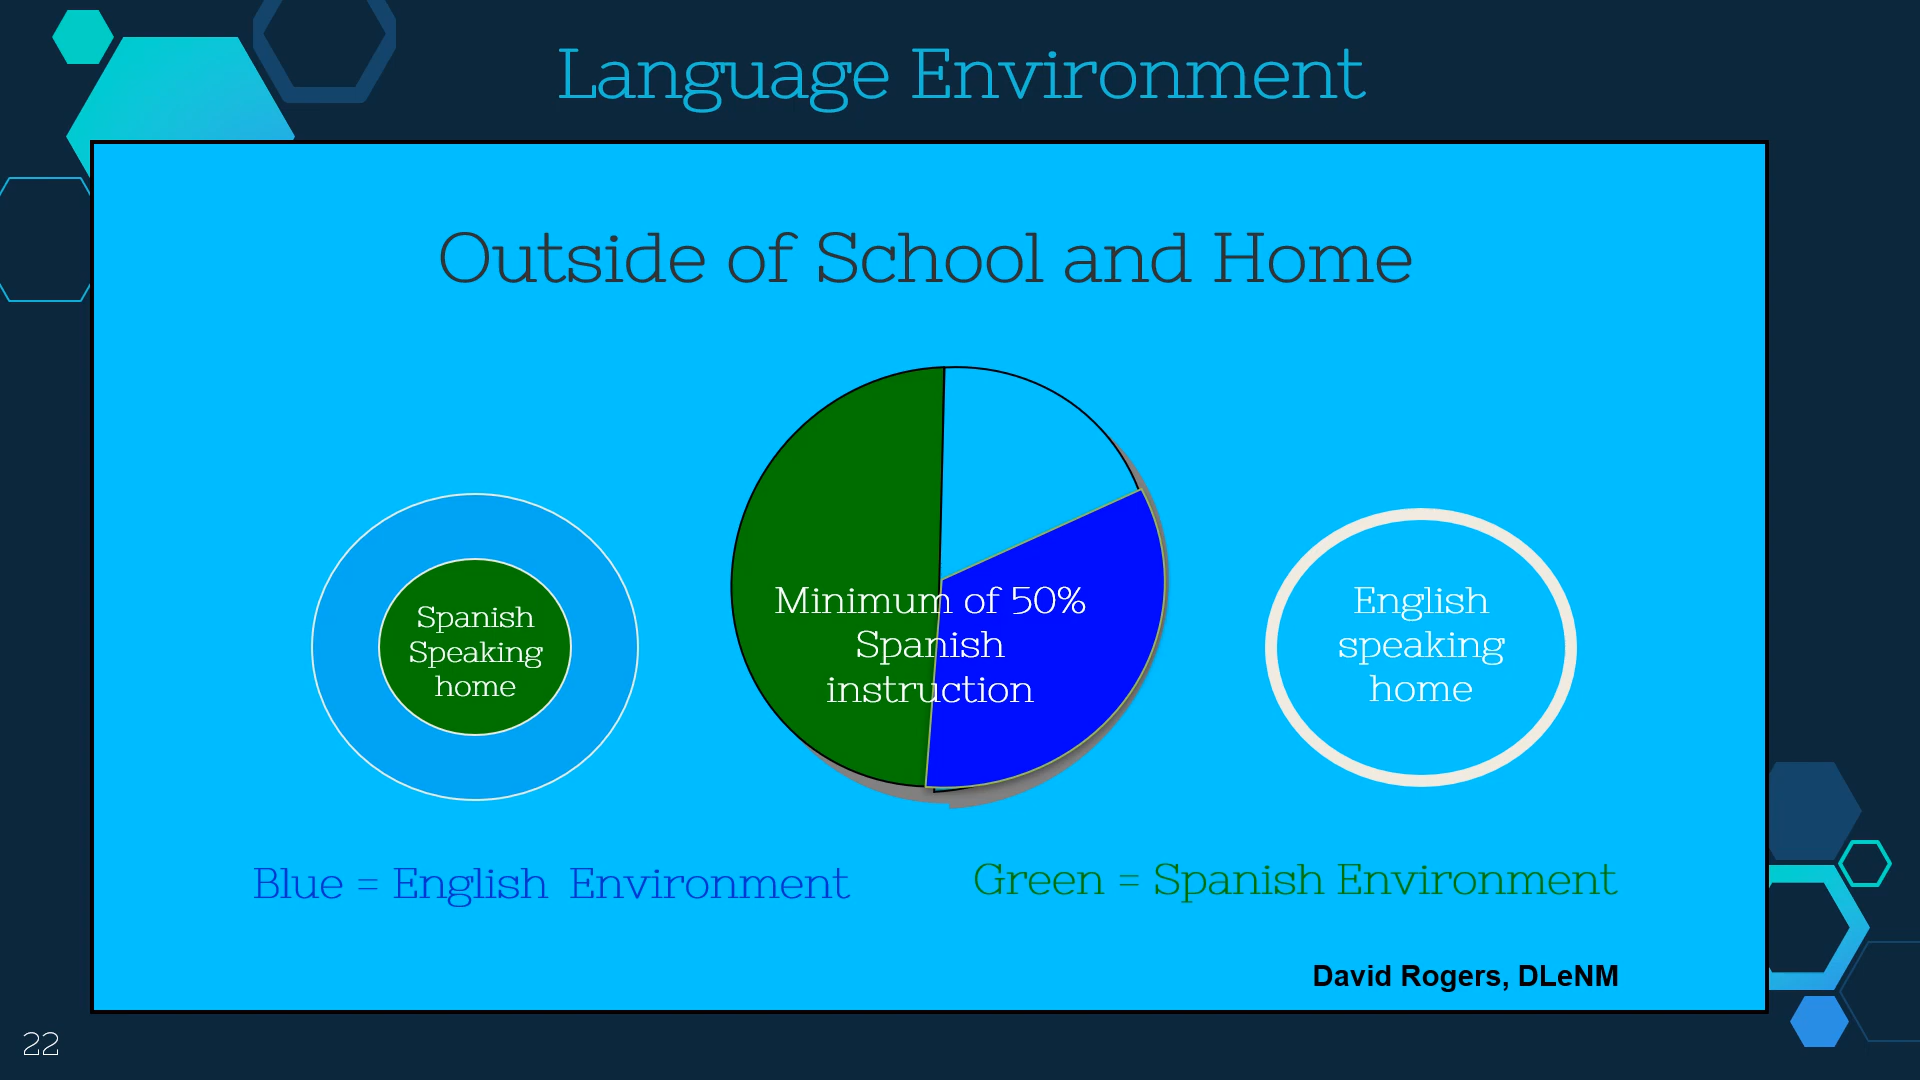 Language Environment
Outside of School and Home
Spanish
Speaking
home
Minimum of 50%
Spanish
instruction
English
speaking
home
Blue = English  Environment
Green = Spanish Environment
David Rogers, DLeNM
22